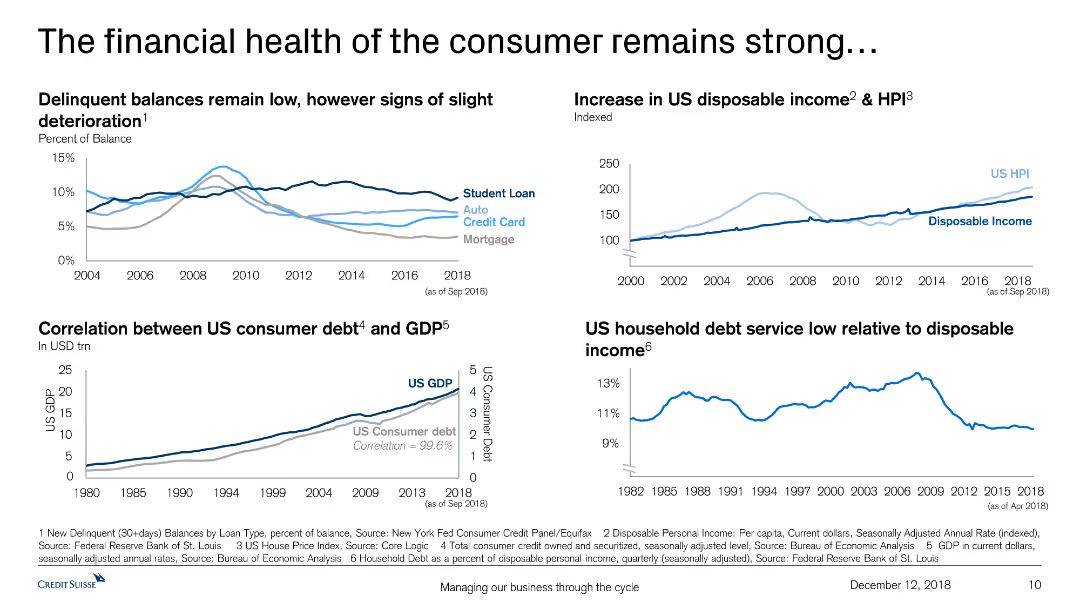 The financial health of the consumer remains strong…
Delinquent balances remain low, however signs of slight
deterioration1
Percent of Balance
15%
10%
5%
0%
Student Loan
Auto
Credit Card
Mortgage
2004 2006 2008 2010 2012 2014 2016 2018
(as of Sep 2018)
Increase in US disposable income2 & HPI3
Indexed
250
200
150
100
US HPI
Disposable Income
2000 2002 2004 2006 2008 2010 2012 2014 2016 2018
(as of Sep 2018)
Correlation between US consumer debt4 and GDP5
In USD trn
US GDP
25
20
15
10
5
0
US GDP
US Consumer debt
Correlation = 99.6%
5
4
3
2
1
0
US Consumer Debt
1980 1985 1990 1994 1999 2004 2009 2013 2018
(as of Sep 2018)
US household debt service low relative to disposable
income6
13%
11%
9%
1982 1985 1988 1991 1994 1997 2000 2003 2006 2009 2012 2015 2018
(as of Apr 2018)
1 New Delinquent (30+days) Balances by Loan Type, percent of balance, Source: New York Fed Consumer Credit Panel/Equifax 2 Disposable Personal Income: Per capita, Current dollars, Seasonally Adjusted Annual Rate (indexed),
Source: Federal Reserve Bank of St. Louis 3 US House Price Index, Source: Core Logic 4 Total consumer credit owned and securitized, seasonally adjusted level, Source: Bureau of Economic Analysis 5 GDP in current dollars,
seasonally adjusted annual rates, Source: Bureau of Economic Analysis 6 Household Debt as a percent of disposable personal income, quarterly (seasonally adjusted), Source: Federal Reserve Bank of St. Louis
CREDIT SUISSE
Managing our business through the cycle
December 12, 2018
10